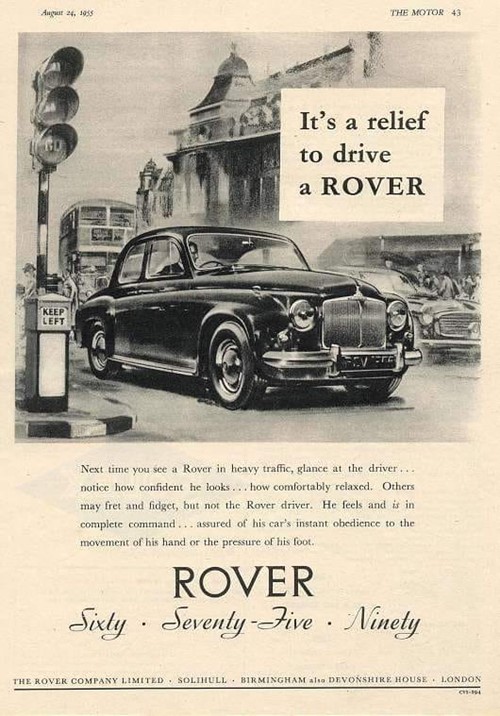 August 24, 1955
THE MOTOR 43
It's a relief
to drive
a ROVER
GO
KEEP
LEFT
Next time you see a Rover in heavy traffic, glance at the driver . . .
notice how confident he looks . . . how comfortably relaxed. Others
may fret and fidget, but not the Rover driver. He feels and is in
complete command . . . assured of his car's instant obedience to the
movement of his hand or the pressure of his foot.
ROVER
Sixty · Seventy-Five · Ninety
THE ROVER COMPANY LIMITED · SOLIHULL · BIRMINGHAM also DEVONSHIRE HOUSE · LONDON